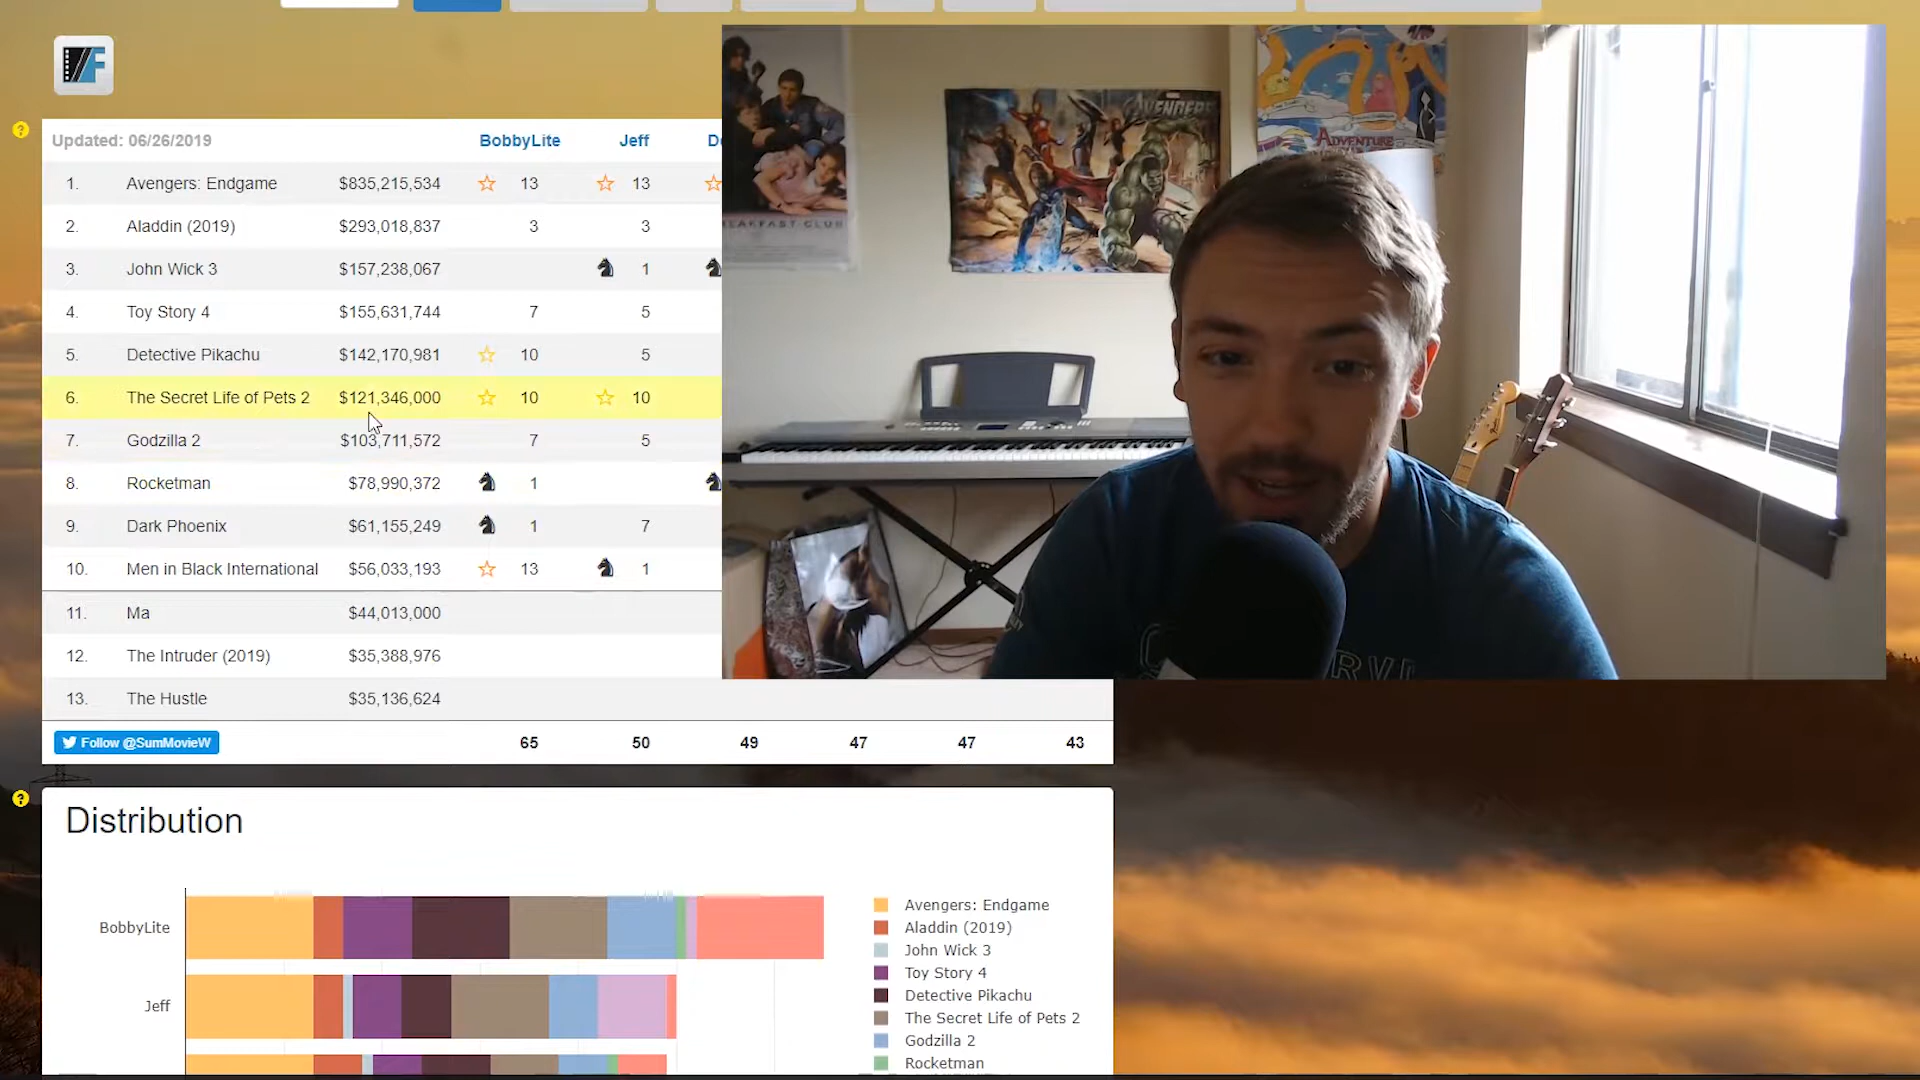 F
?
Updated: 06/26/2019 BobbyLite Jeff
1. Avengers: Endgame $835,215,534 13 13
2. Aladdin (2019) $293,018,837 3 3
3. John Wick 3 $157,238,067 1
4. Toy Story 4 $155,631,744 7 5
5. Detective Pikachu $142,170,981 10 5
6. The Secret Life of Pets 2 $121,346,000 10 10
7. Godzilla 2 $103,711,572 7 5
8. Rocketman $78,990,372 1
9. Dark Phoenix $61,155,249 1 7
10. Men in Black International $56,033,193 13 1
11. Ma $44,013,000
12. The Intruder (2019) $35,388,976
13. The Hustle $35,136,624
Follow @SumMovieW 65 50 49 47 47 43
MARVEL
AVENGERS
ADVENTURE
EAKFAST CLUB
RVI
?
Distribution
BobbyLite
Jeff
Avengers: Endgame
Aladdin (2019)
John Wick 3
Toy Story 4
Detective Pikachu
The Secret Life of Pets 2
Godzilla 2
Rocketman